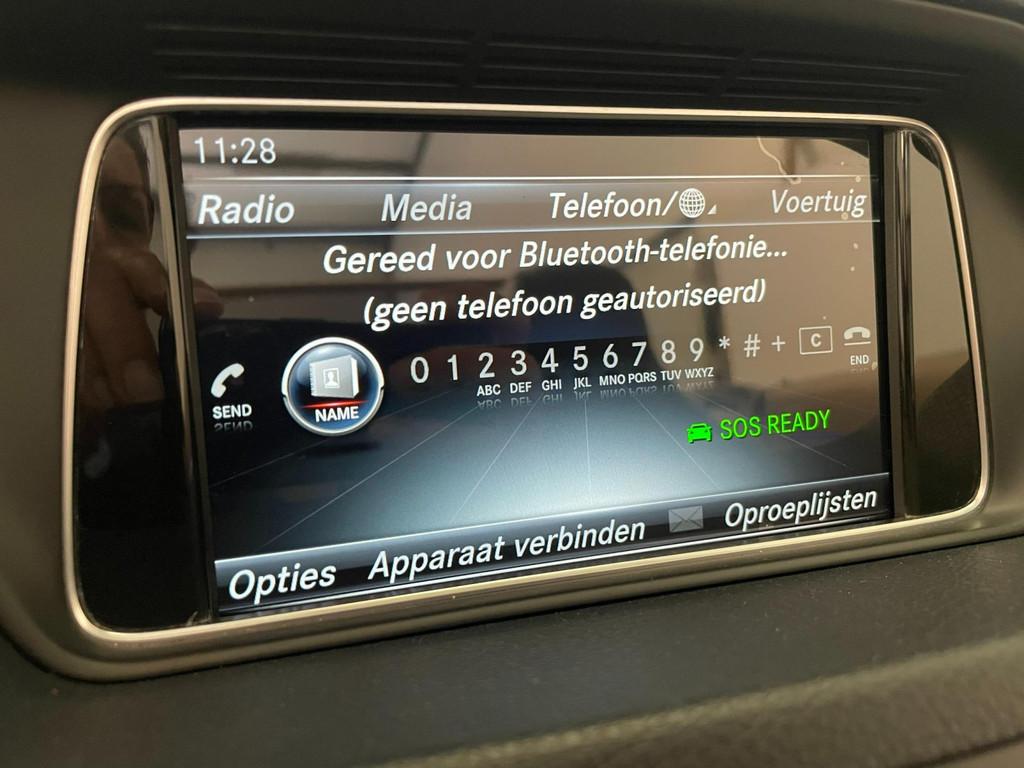 11:28
Radio Media Telefoon/ Voertuig
Gereed voor Bluetooth-telefonie...
(geen telefoon geautoriseerd)
SEND NAME 0 1 2 3 4 5 6 7 8 9 * # + C END
ABC DEF GHI JKL MNO PQRS TUV WXYZ
SOS READY
Opties Apparaat verbinden Oproeplijsten